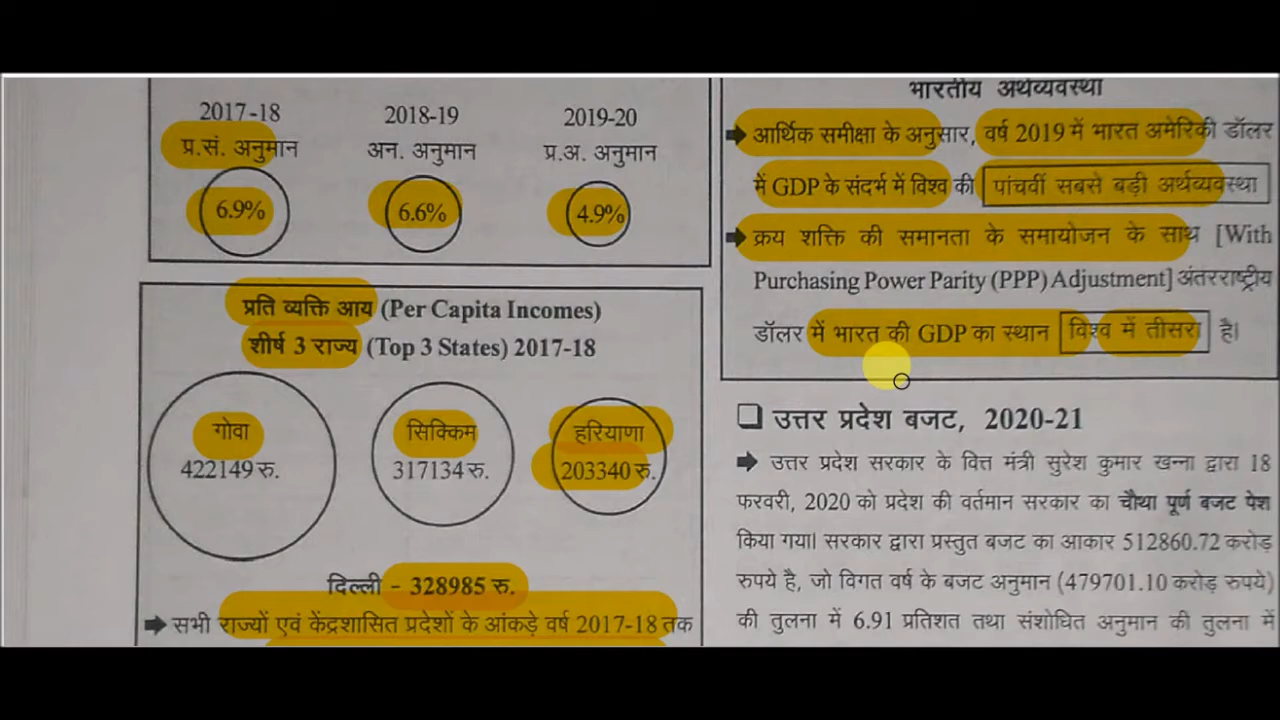 2017-18 2018-19 2019-20
प्र.सं. अनुमान अन. अनुमान प्र.अ. अनुमान
6.9% 6.6% 4.9%
प्रति व्यक्ति आय (Per Capita Incomes)
शीर्ष 3 राज्य (Top 3 States) 2017-18
गोवा सिक्किम हरियाणा
422149 रु. 317134 रु. 203340 रु.
दिल्ली - 328985 रु.
➡ सभी राज्यों एवं केंद्रशासित प्रदेशों के आंकड़े वर्ष 2017-18 तक
भारतीय अर्थव्यवस्था
➡ आर्थिक समीक्षा के अनुसार, वर्ष 2019 में भारत अमेरिकी डॉलर
में GDP के संदर्भ में विश्व की पांचवीं सबसे बड़ी अर्थव्यवस्था
➡ क्रय शक्ति की समानता के समायोजन के साथ [With
Purchasing Power Parity (PPP) Adjustment] अंतरराष्ट्रीय
डॉलर में भारत की GDP का स्थान विश्व में तीसरा है।
❑ उत्तर प्रदेश बजट, 2020-21
➡ उत्तर प्रदेश सरकार के वित्त मंत्री सुरेश कुमार खन्ना द्वारा 18
फरवरी, 2020 को प्रदेश की वर्तमान सरकार का चौथा पूर्ण बजट पेश
किया गया। सरकार द्वारा प्रस्तुत बजट का आकार 512860.72 करोड़
रुपये है, जो विगत वर्ष के बजट अनुमान (479701.10 करोड़ रुपये)
की तुलना में 6.91 प्रतिशत तथा संशोधित अनुमान की तुलना में